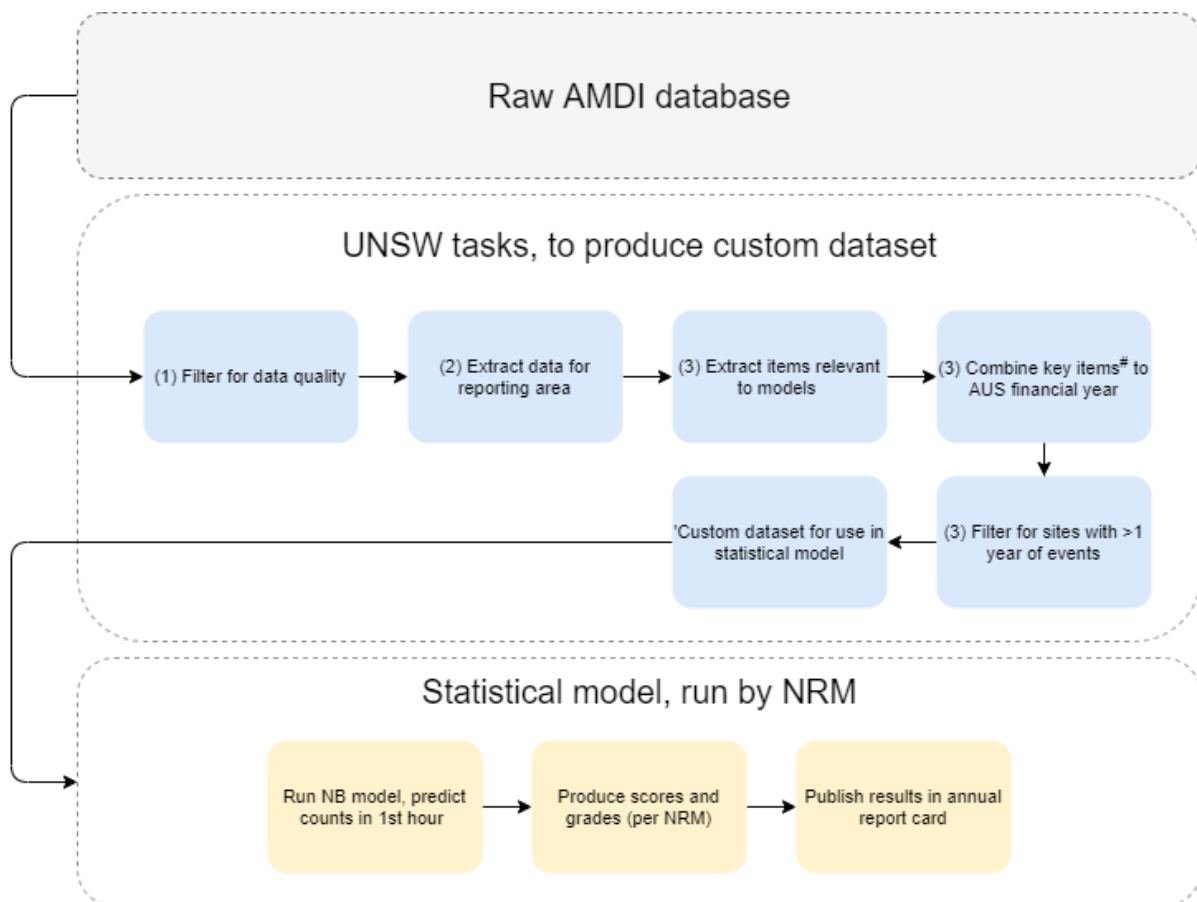 Raw AMDI database
UNSW tasks, to produce custom dataset
(1) Filter for data quality
(2) Extract data for
reporting area
(3) Extract items relevant
to models
(3) Combine key items# to
AUS financial year
(3) Filter for sites with >1
year of events
'Custom dataset for use in
statistical model
Statistical model, run by NRM
Run NB model, predict
counts in 1st hour
Produce scores and
grades (per NRM)
Publish results in annual
report card